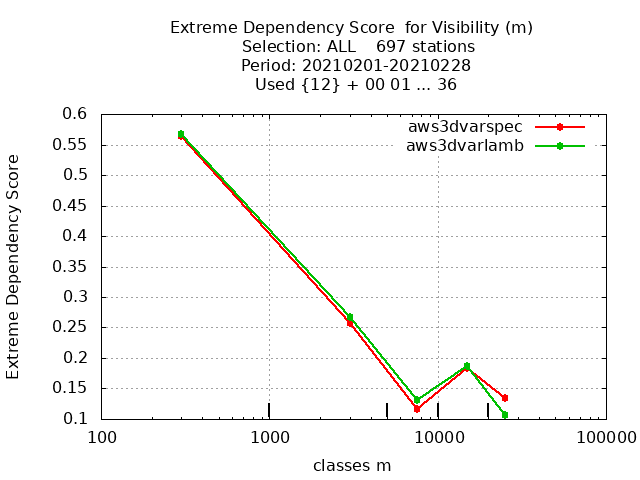 Extreme Dependency Score  for Visibility (m)
Selection: ALL    697 stations
Period: 20210201-20210228
Used {12} + 00 01 ... 36
aws3dvarspec
aws3dvarlamb
Extreme Dependency Score
0.6
0.55
0.5
0.45
0.4
0.35
0.3
0.25
0.2
0.15
0.1
100 1000 10000 100000
classes m